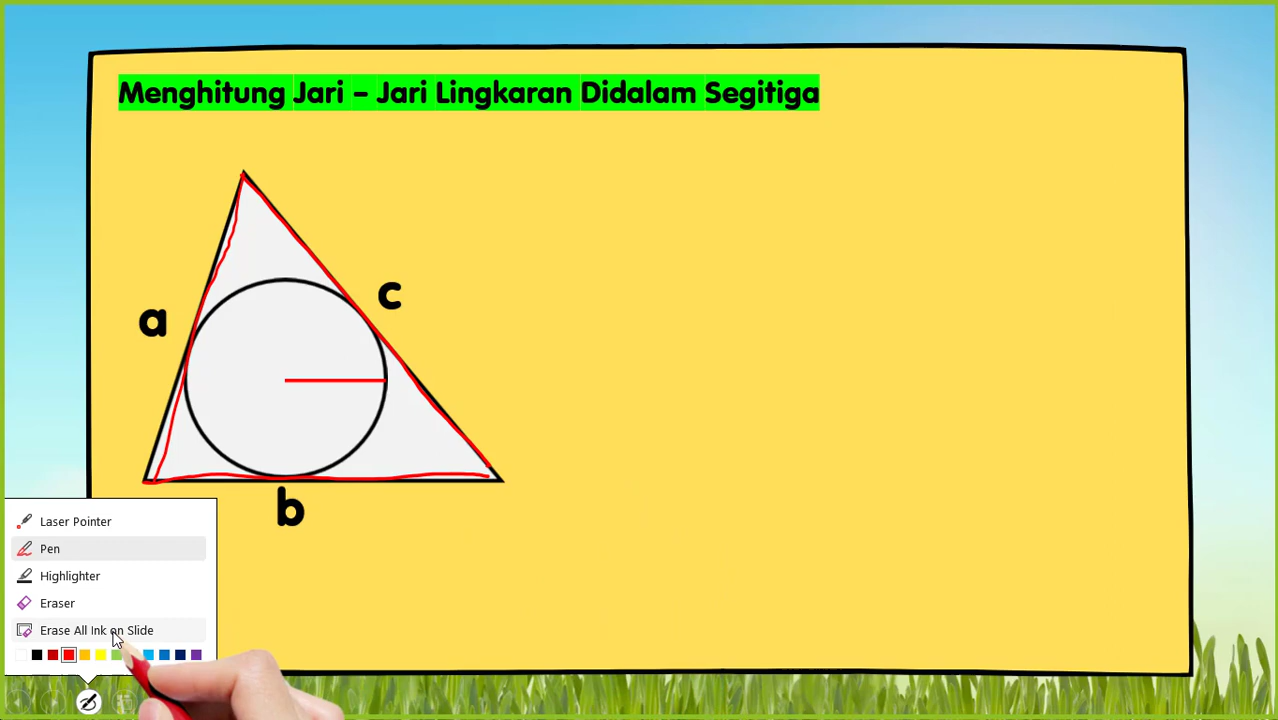 Menghitung Jari – Jari Lingkaran Didalam Segitiga
c
a
b
Laser Pointer
Pen
Highlighter
Eraser
Erase All Ink on Slide